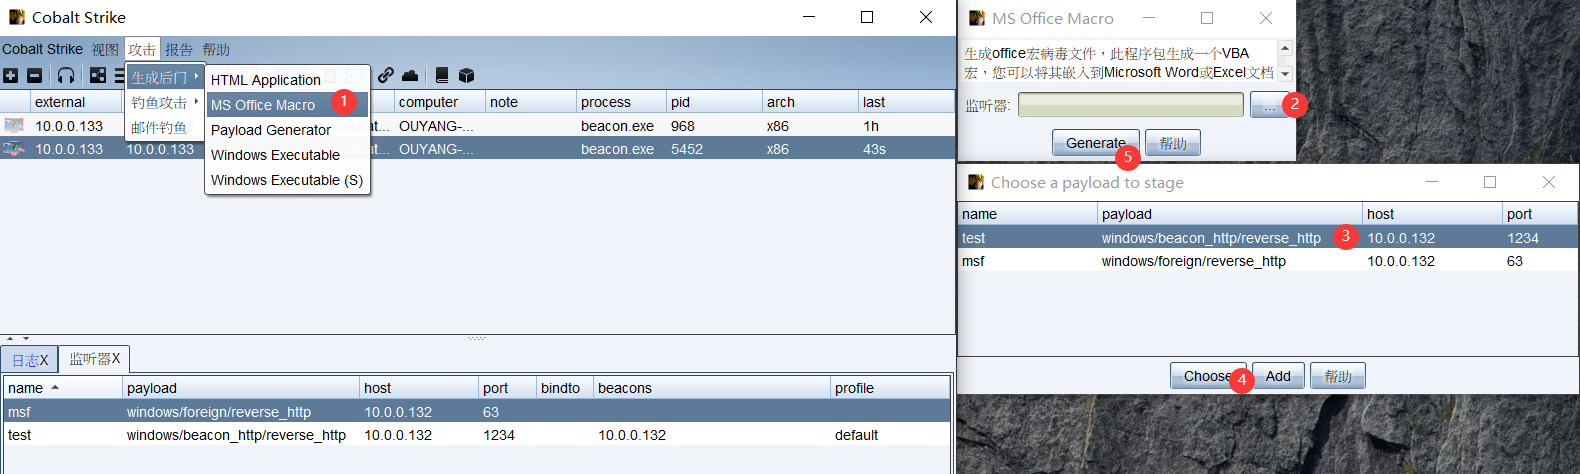 Cobalt Strike
Cobalt Strike 视图 攻击 报告 帮助
生成后门
钓鱼攻击
邮件钓鱼
HTML Application
MS Office Macro 1
Payload Generator
Windows Executable
Windows Executable (S)
external computer note process pid arch last
10.0.0.133 OUYANG-... beacon.exe 968 x86 1h
10.0.0.133 10.0.0.133 OUYANG-... beacon.exe 5452 x86 43s
日志X 监听器X
name payload host port bindto beacons profile
msf windows/foreign/reverse_http 10.0.0.132 63
test windows/beacon_http/reverse_http 10.0.0.132 1234 10.0.0.132 default
MS Office Macro
生成office宏病毒文件，此程序包生成一个VBA
宏，您可以将其嵌入到Microsoft Word或Excel文档
监听器: ... 2
Generate 帮助
5
Choose a payload to stage
name payload host port
test windows/beacon_http/reverse_http 3 10.0.0.132 1234
msf windows/foreign/reverse_http 10.0.0.132 63
Choose 4 Add 帮助